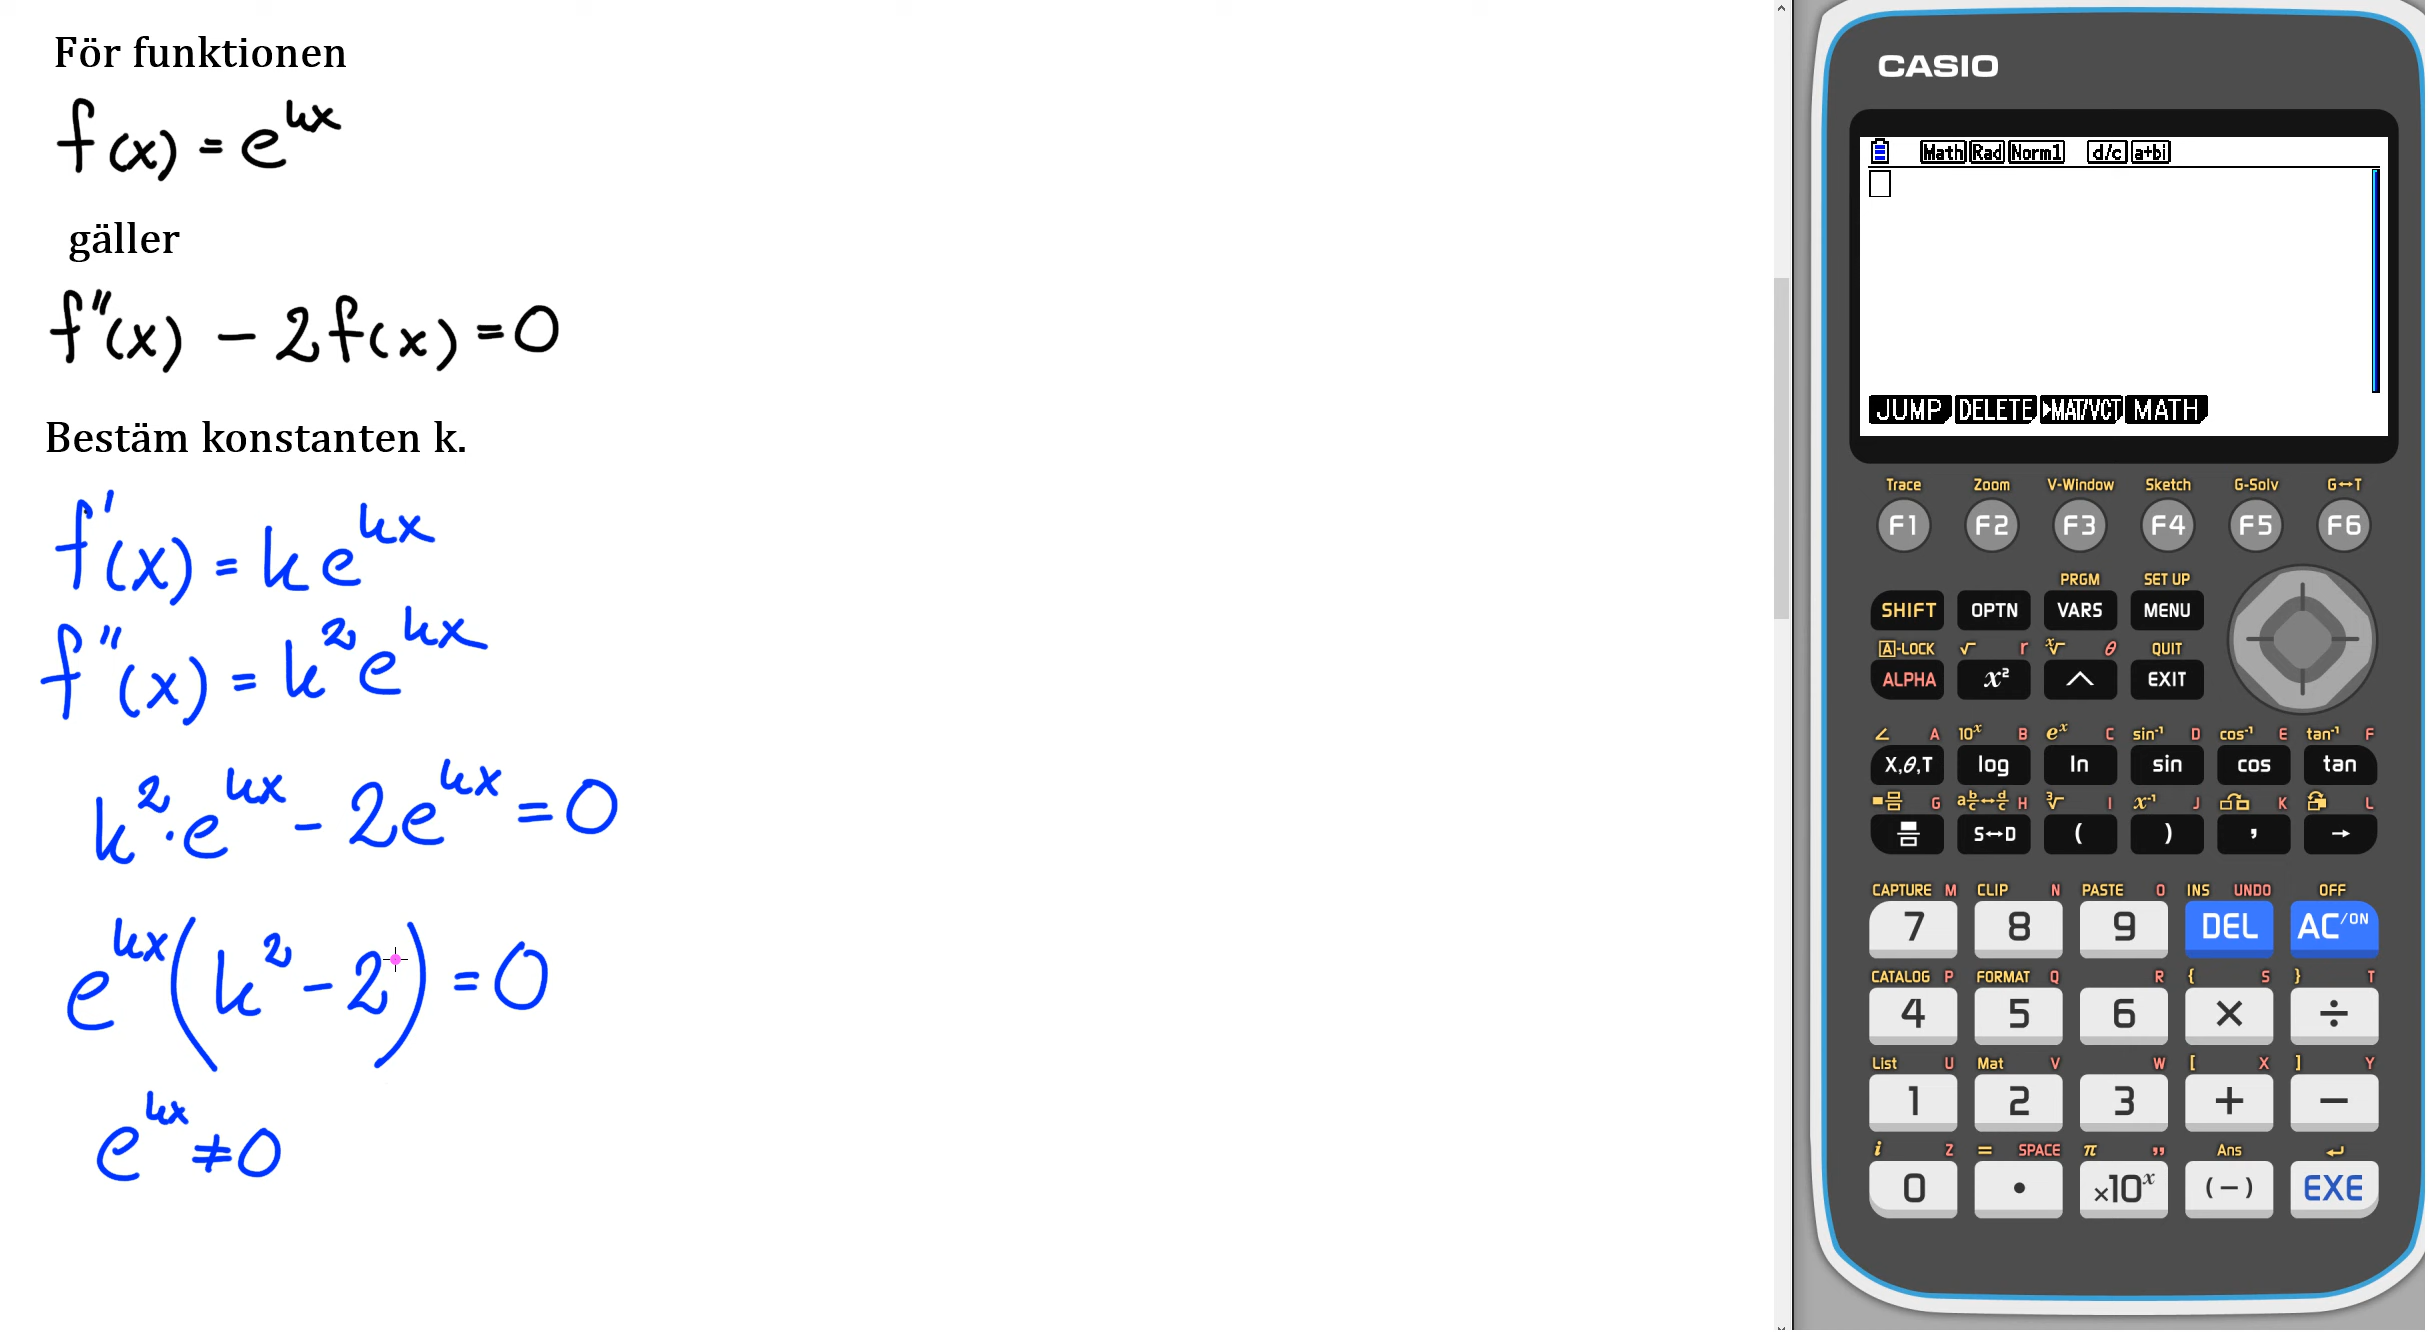 För funktionen
f(x) = e^kx
gäller
f''(x) − 2f(x) = 0
Bestäm konstanten k.
f'(x) = k e^kx
f''(x) = k² e^kx
k² · e^kx − 2e^kx = 0
e^kx (k² − 2) = 0
e^kx ≠ 0
CASIO
Math Rad Norm1 d/c a+bi
JUMP DELETE ▶MAT/VCT MATH
Trace Zoom V-Window Sketch G-Solv G↔T
F1 F2 F3 F4 F5 F6
PRGM SET UP
SHIFT OPTN VARS MENU
A-LOCK √ r ˣ√ θ QUIT
ALPHA x² ^ EXIT
∠ A 10ˣ B eˣ C sin⁻¹ D cos⁻¹ E tan⁻¹ F
X,θ,T log ln sin cos tan
G a b/c↔d/c H ³√ I x⁻¹ J K L
S↔D ( ) , →
CAPTURE M CLIP N PASTE O INS UNDO OFF
7 8 9 DEL AC/ON
CATALOG P FORMAT Q R { S } T
4 5 6 × ÷
List U Mat V W [ X ] Y
1 2 3 + −
i Z = SPACE π " Ans ↵
0 • ×10ˣ (−) EXE